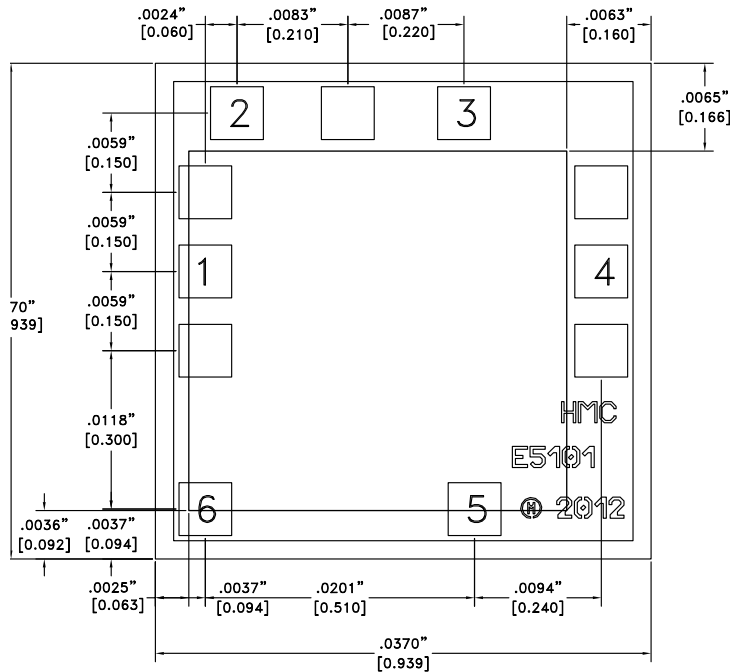 .0024” .0083” .0087” .0063”
[0.060] [0.210] [0.220] [0.160]
.0065”
[0.166]
2 3
.0059”
[0.150]
.0059”
[0.150]
1 4
.0059”
[0.150]
70”
939]
.0118”
[0.300]
HMC
E5101
6 5 Ⓗ 2012
.0036” .0037”
[0.092] [0.094]
.0025” .0037” .0201” .0094”
[0.063] [0.094] [0.510] [0.240]
.0370”
[0.939]